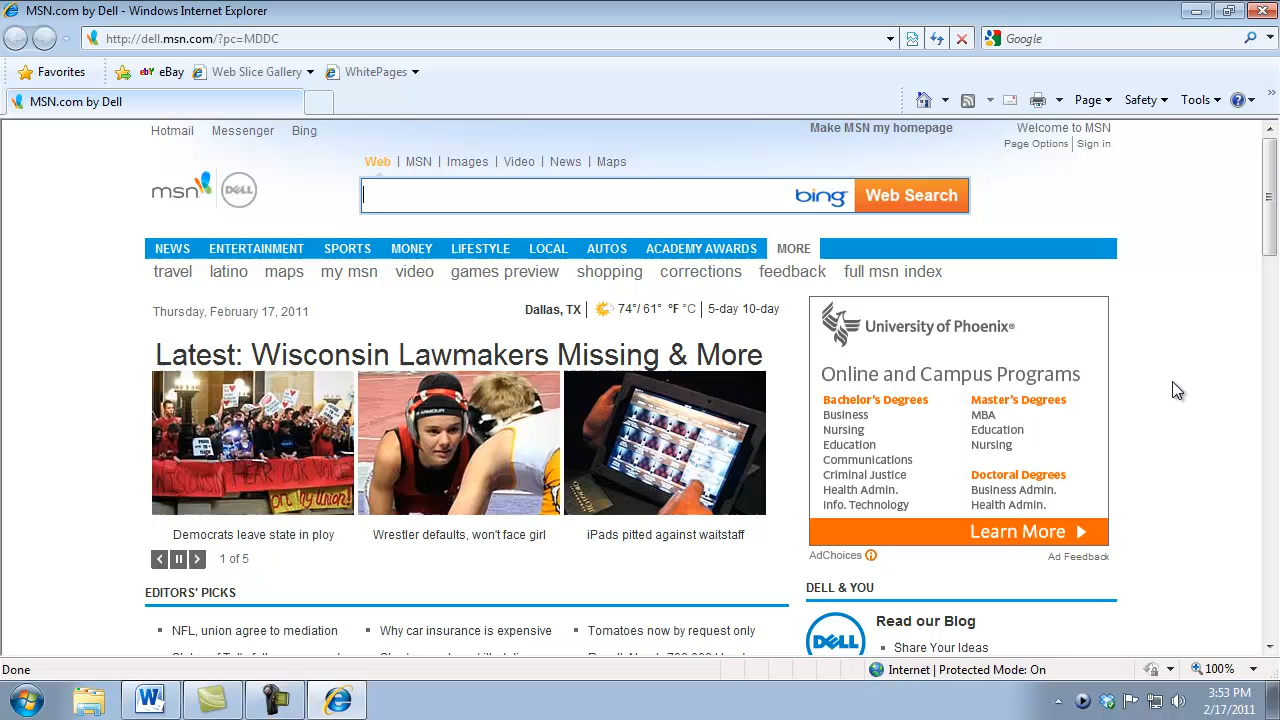 MSN.com by Dell - Windows Internet Explorer
http://dell.msn.com/?pc=MDDC
Google
Favorites
ebY eBay
Web Slice Gallery
WhitePages
MSN.com by Dell
Page
Safety
Tools
Hotmail
Messenger
Bing
Make MSN my homepage
Welcome to MSN
Page Options | Sign in
Web | MSN | Images | Video | News | Maps
msn
DELL
bing
Web Search
NEWS ENTERTAINMENT SPORTS MONEY LIFESTYLE LOCAL AUTOS ACADEMY AWARDS MORE
travel latino maps my msn video games preview shopping corrections feedback full msn index
Thursday, February 17, 2011
Dallas, TX | 74°/ 61° °F °C | 5-day 10-day
Latest: Wisconsin Lawmakers Missing & More
Democrats leave state
Wrestler defaults, won't face girl
iPads pitted against waitstaff
1 of 5
University of Phoenix®
Online and Campus Programs
Bachelor's Degrees
Business
Nursing
Education
Communications
Criminal Justice
Health Admin.
Info. Technology
Master's Degrees
MBA
Education
Nursing
Doctoral Degrees
Business Admin.
Health Admin.
Learn More
AdChoices
Ad Feedback
EDITORS' PICKS
NFL, union agree to mediation
Why car insurance is expensive
Tomatoes now by request only
DELL & YOU
DELL
Read our Blog
Share Your Ideas
Done
Internet | Protected Mode: On
100%
3:53 PM
2/17/2011